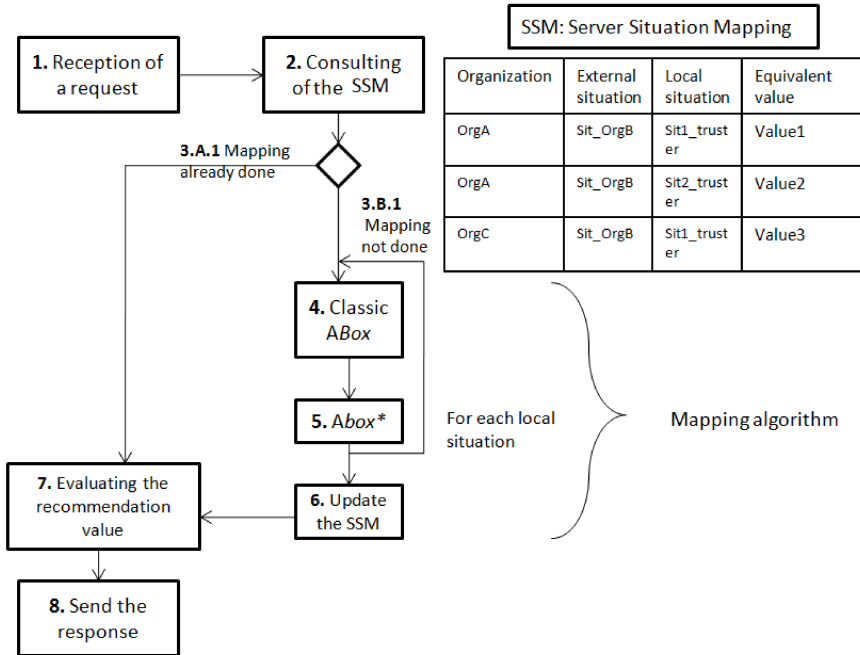 SSM: Server Situation Mapping
1. Reception of
a request
2. Consulting
of the SSM
Organization
External
situation
Local
situation
Equivalent
value
OrgA
Sit_OrgB
Sit1_trust
er
Value1
OrgA
Sit_OrgB
Sit2_trust
er
Value2
OrgC
Sit_OrgB
Sit1_trust
er
Value3
3.A.1 Mapping
already done
3.B.1
Mapping
not done
4. Classic
ABox
5. Abox*
For each local
situation
Mapping algorithm
6. Update
the SSM
7. Evaluating the
recommendation
value
8. Send the
response